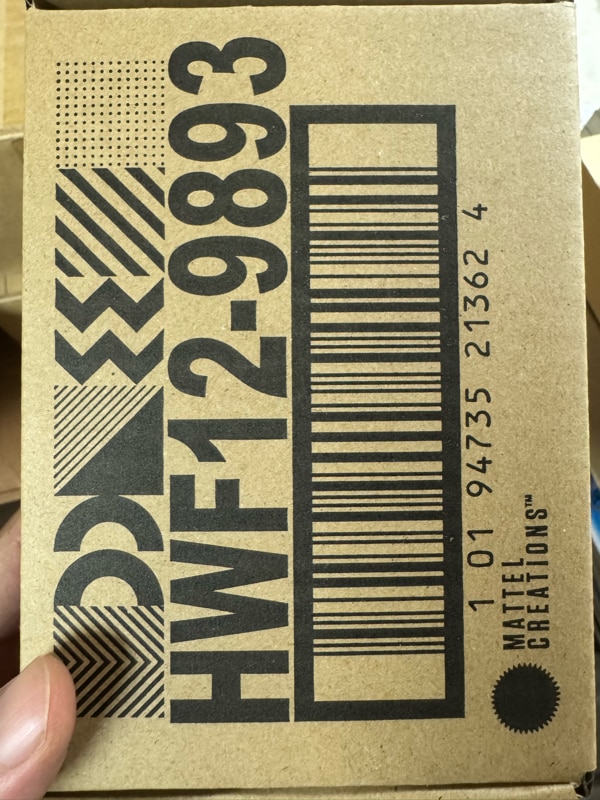 HWF12-9893
1 01 94735 21362 4
MATTEL
CREATIONS™